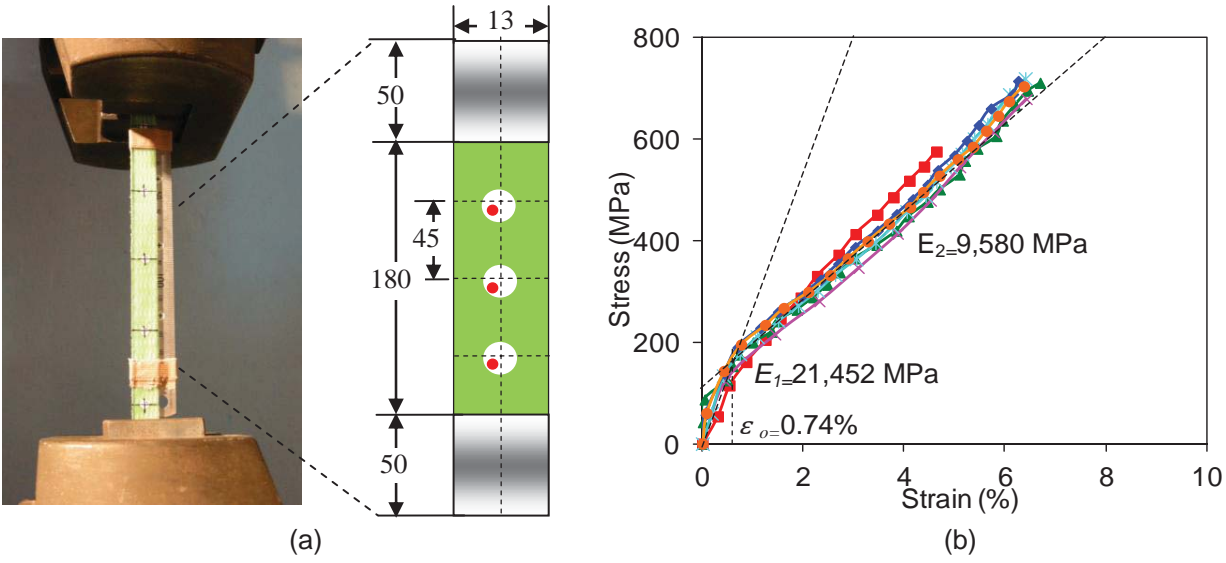 13
50
180
45
50
(a)
800
600
400
200
0
Stress (MPa)
E₂=9,580 MPa
E₁=21,452 MPa
ε ₒ=0.74%
0
2
4
6
8
10
Strain (%)
(b)